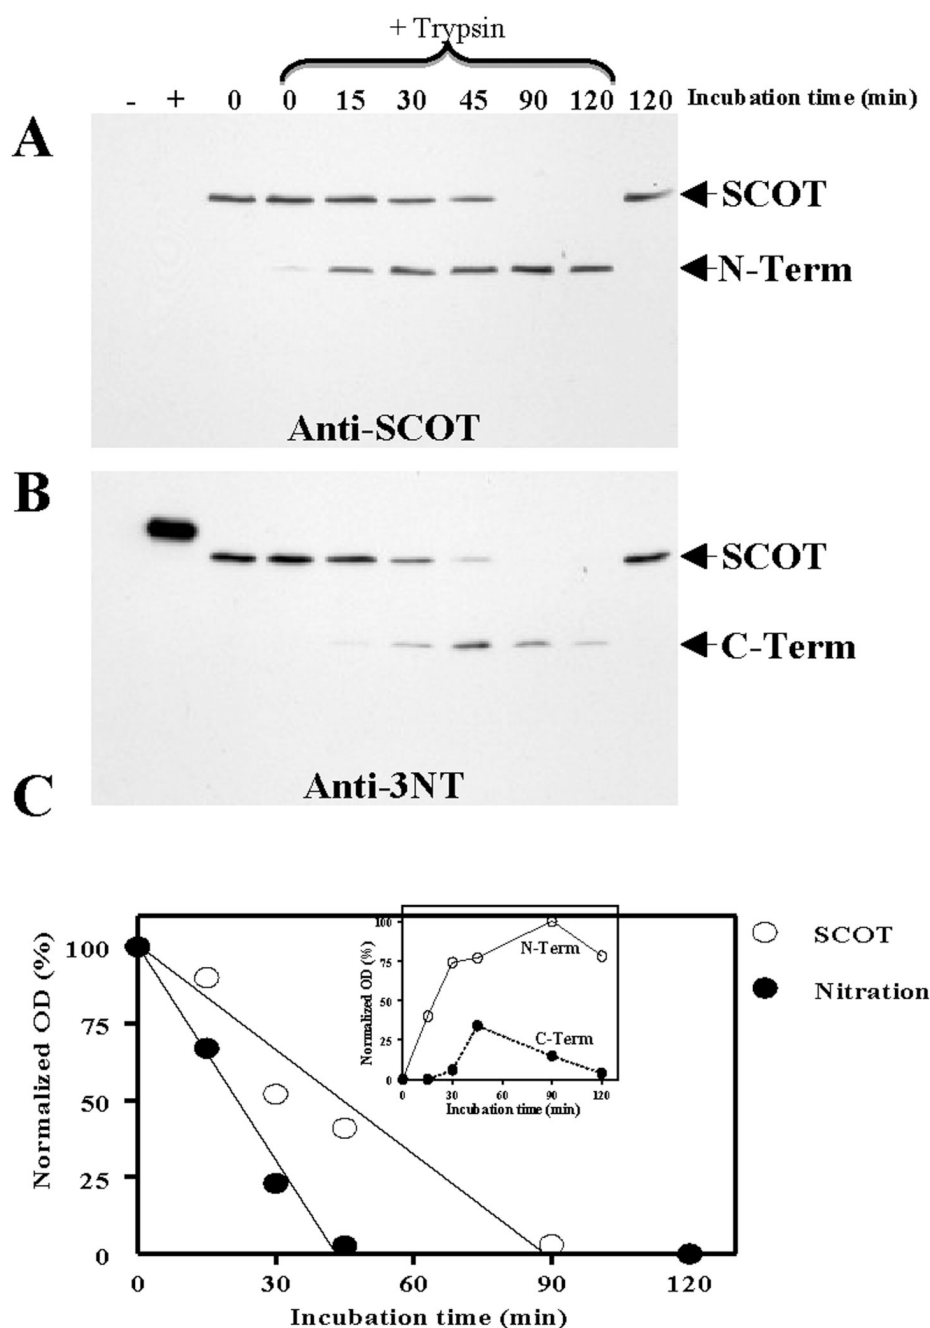 + Trypsin
- + 0 0 15 30 45 90 120 120 Incubation time (min)
A
SCOT
N-Term
Anti-SCOT
B
SCOT
C-Term
Anti-3NT
C
Normalized OD (%)
100
75
50
25
0
0 30 60 90 120
Incubation time (min)
Normalized OD (%)
100
75
50
25
0
N-Term
C-Term
0 30 60 90 120
Incubation time (min)
SCOT
Nitration